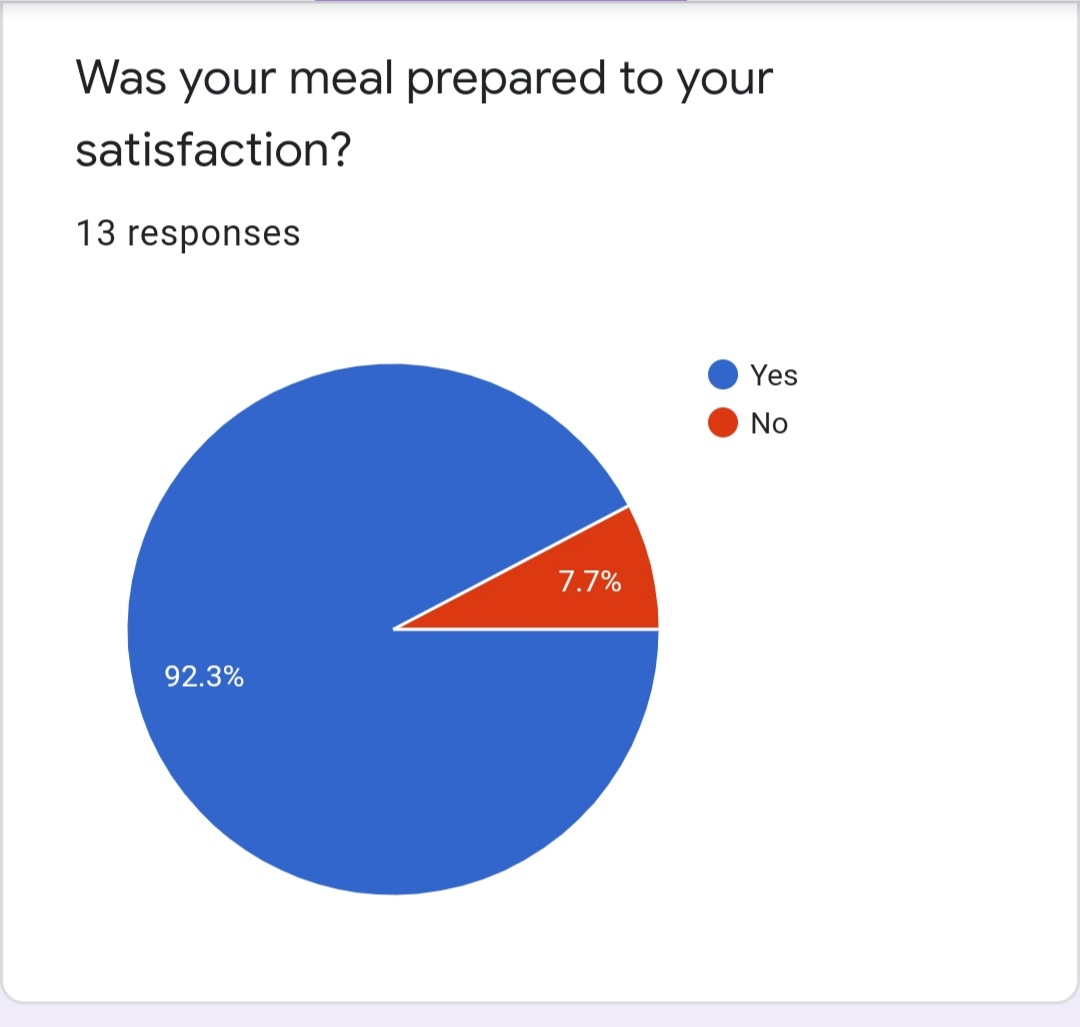 Was your meal prepared to your
satisfaction?
13 responses
Yes
No
7.7%
92.3%